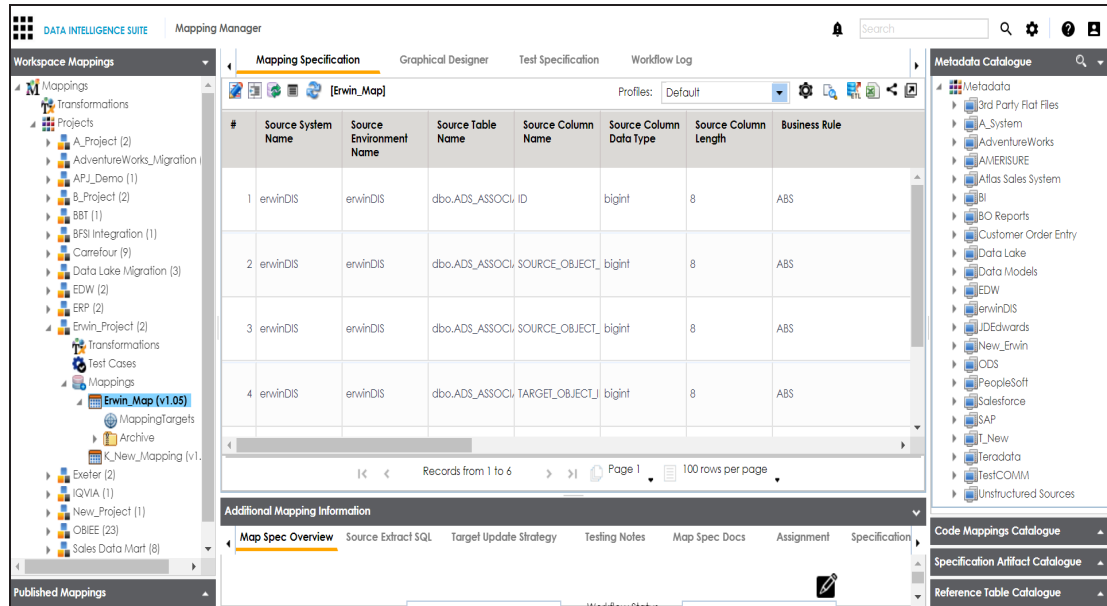 DATA INTELLIGENCE SUITE
Mapping Manager
Search
Workspace Mappings
Mappings
Transformations
Projects
A_Project (2)
AdventureWorks_Migration (
APJ_Demo (1)
B_Project (2)
BBT (1)
BFSI Integration (1)
Carrefour (9)
Data Lake Migration (3)
EDW (2)
ERP (2)
Erwin_Project (2)
Transformations
Test Cases
Mappings
Erwin_Map (v1.05)
MappingTargets
Archive
K_New_Mapping (v1.
Exeter (2)
IQVIA (1)
New_Project (1)
OBIEE (23)
Sales Data Mart (8)
Published Mappings
Mapping Specification
Graphical Designer
Test Specification
Workflow Log
[Erwin_Map]
Profiles: Default
# Source System Name Source Environment Name Source Table Name Source Column Name Source Column Data Type Source Column Length Business Rule
1 erwinDIS erwinDIS dbo.ADS_ASSOCIA ID bigint 8 ABS
2 erwinDIS erwinDIS dbo.ADS_ASSOCIA SOURCE_OBJECT_ bigint 8 ABS
3 erwinDIS erwinDIS dbo.ADS_ASSOCIA SOURCE_OBJECT_ bigint 8 ABS
4 erwinDIS erwinDIS dbo.ADS_ASSOCIA TARGET_OBJECT_I bigint 8 ABS
Records from 1 to 6
Page 1
100 rows per page
Additional Mapping Information
Map Spec Overview
Source Extract SQL
Target Update Strategy
Testing Notes
Map Spec Docs
Assignment
Specification
Workflow Status
Metadata Catalogue
Metadata
3rd Party Flat Files
A_System
AdventureWorks
AMERISURE
Atlas Sales System
BI
BO Reports
Customer Order Entry
Data Lake
Data Models
EDW
erwinDIS
JDEdwards
New_Erwin
ODS
PeopleSoft
Salesforce
SAP
T_New
Teradata
TestCOMM
Unstructured Sources
Code Mappings Catalogue
Specification Artifact Catalogue
Reference Table Catalogue